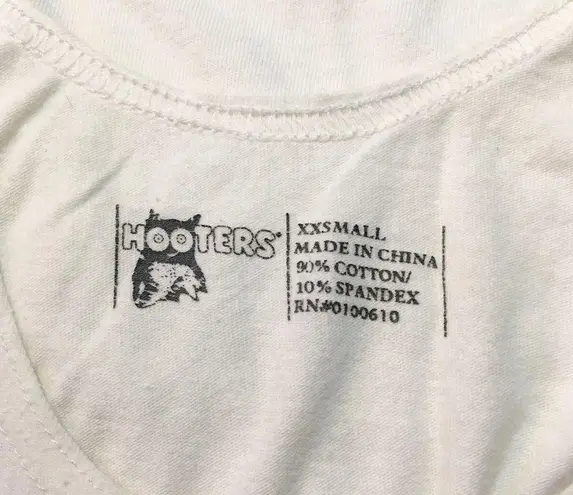 HOOTERS
XXSMALL
MADE IN CHINA
90% COTTON/
10% SPANDEX
RN#0100610